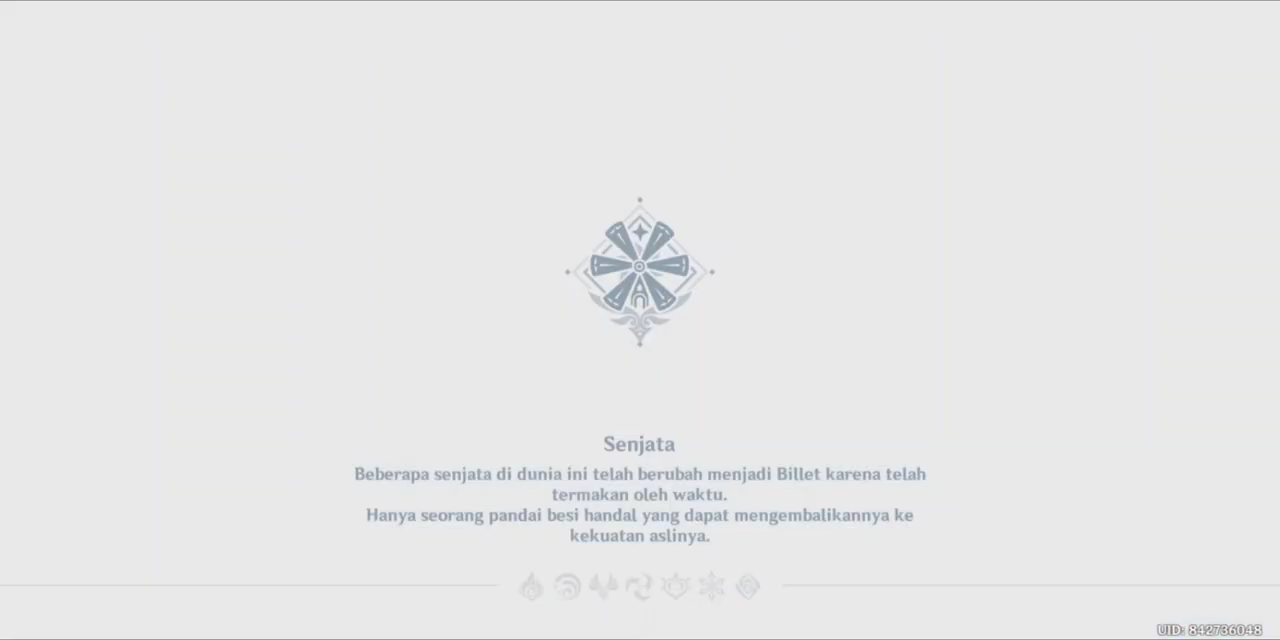 Senjata
Beberapa senjata di dunia ini telah berubah menjadi Billet karena telah
termakan oleh waktu.
Hanya seorang pandai besi handal yang dapat mengembalikannya ke
kekuatan aslinya.
UID: 842736048